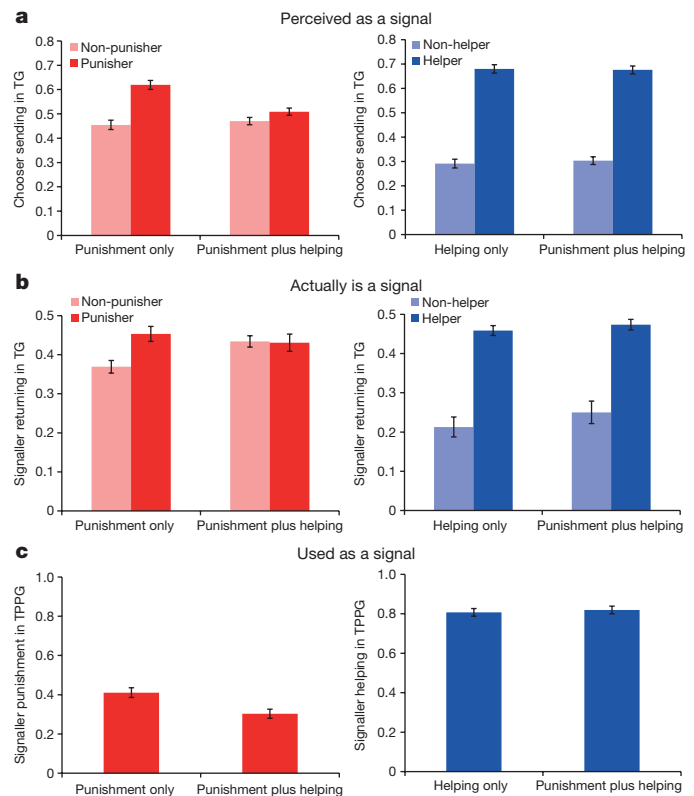 a
Perceived as a signal
Non-punisher
Punisher
Chooser sending in TG
0.8
0.7
0.6
0.5
0.4
0.3
0.2
0.1
0
Punishment only
Punishment plus helping
Non-helper
Helper
Chooser sending in TG
0.8
0.7
0.6
0.5
0.4
0.3
0.2
0.1
0
Helping only
Punishment plus helping
b
Actually is a signal
Non-punisher
Punisher
Signaller returning in TG
0.5
0.4
0.3
0.2
0.1
0
Punishment only
Punishment plus helping
Non-helper
Helper
Signaller returning in TG
0.5
0.4
0.3
0.2
0.1
0
Helping only
Punishment plus helping
c
Used as a signal
Signaller punishment in TPPG
1.0
0.8
0.6
0.4
0.2
0
Punishment only
Punishment plus helping
Signaller helping in TPPG
1.0
0.8
0.6
0.4
0.2
0
Helping only
Punishment plus helping